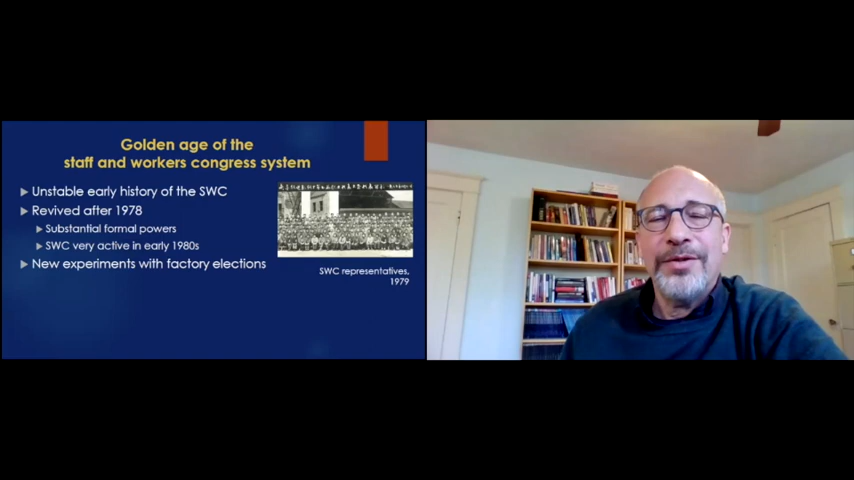 Golden age of the
staff and workers congress system
Unstable early history of the SWC
Revived after 1978
Substantial formal powers
SWC very active in early 1980s
New experiments with factory elections
SWC representatives,
1979